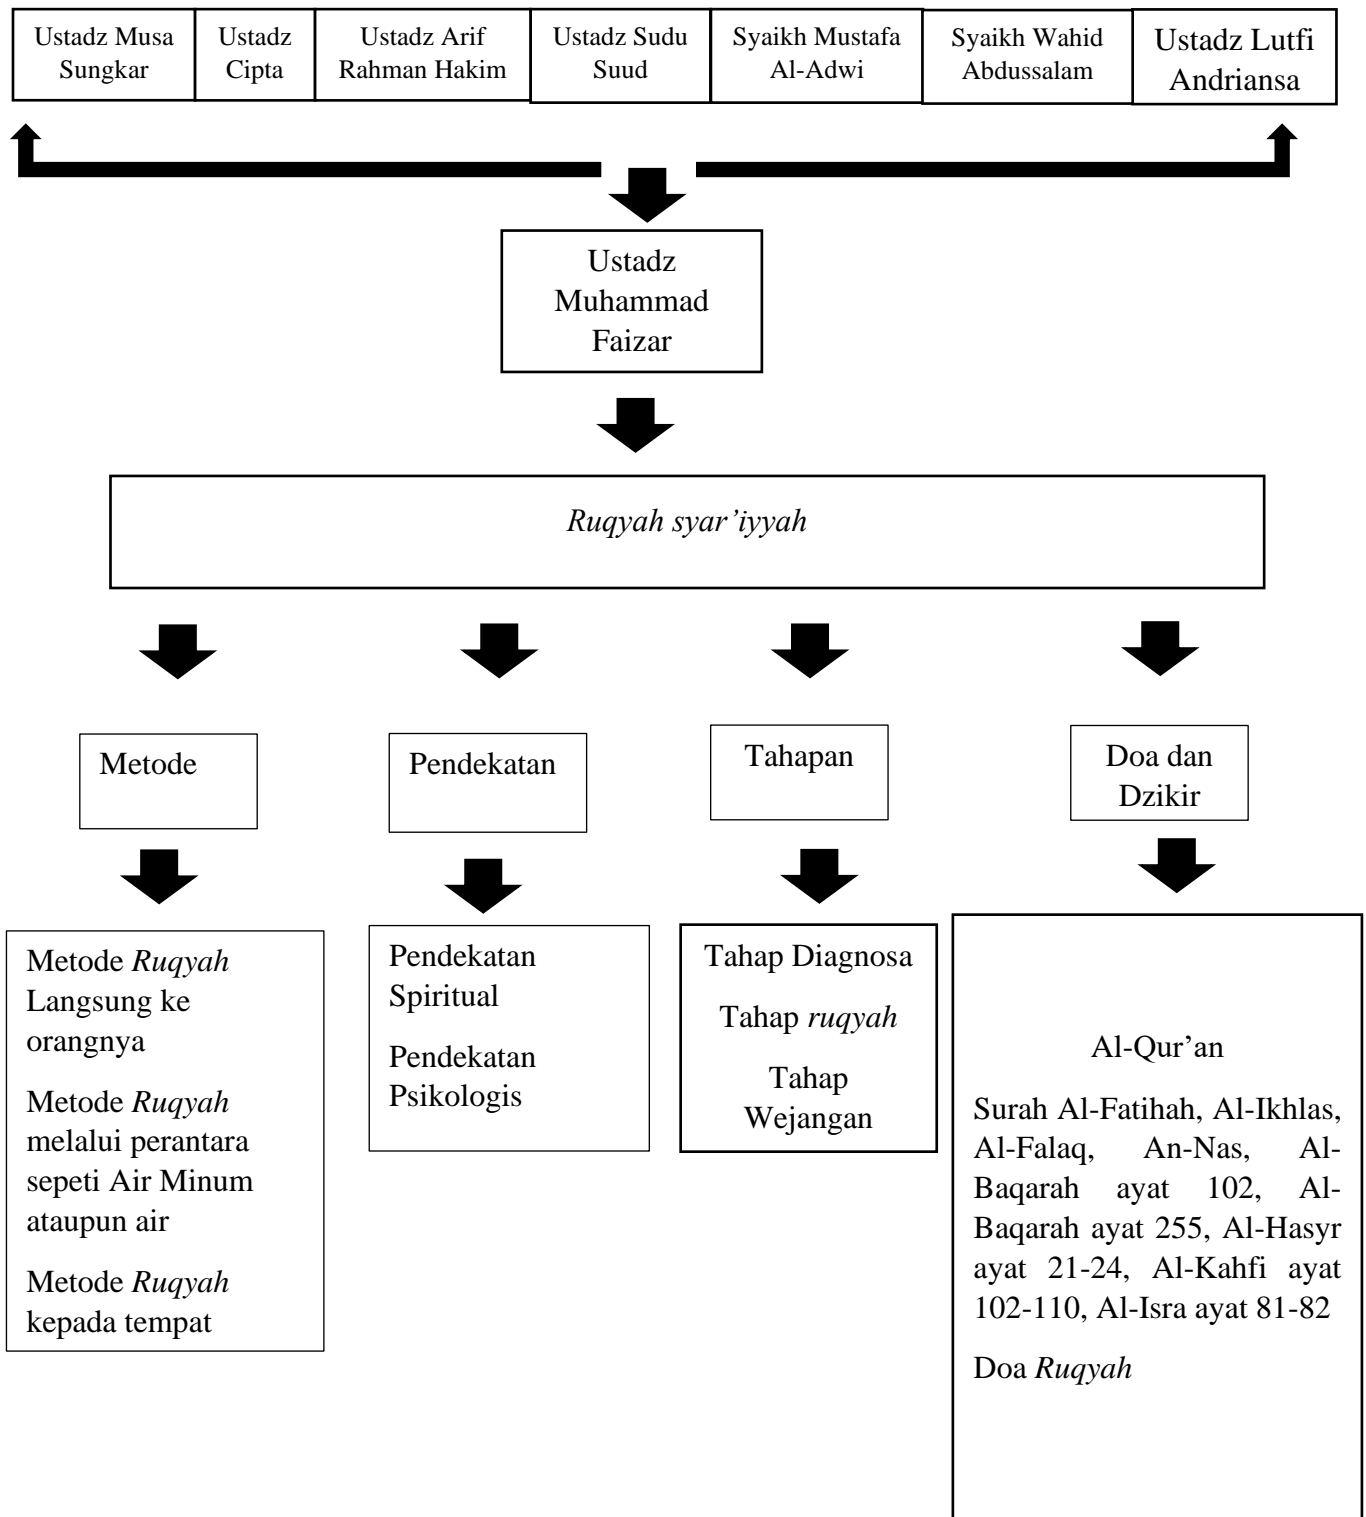 Ustadz Musa
Sungkar
Ustadz
Cipta
Ustadz Arif
Rahman Hakim
Ustadz Sudu
Suud
Syaikh Mustafa
Al-Adwi
Syaikh Wahid
Abdussalam
Ustadz Lutfi
Andriansa
Ustadz
Muhammad
Faizar
Ruqyah syar’iyyah
Metode
Pendekatan
Tahapan
Doa dan
Dzikir
Metode Ruqyah
Langsung ke
orangnya
Metode Ruqyah
melalui perantara
sepeti Air Minum
ataupun air
Metode Ruqyah
kepada tempat
Pendekatan
Spiritual
Pendekatan
Psikologis
Tahap Diagnosa
Tahap ruqyah
Tahap
Wejangan
Al-Qur’an
Surah Al-Fatihah, Al-Ikhlas,
Al-Falaq, An-Nas, Al-
Baqarah ayat 102, Al-
Baqarah ayat 255, Al-Hasyr
ayat 21-24, Al-Kahfi ayat
102-110, Al-Isra ayat 81-82
Doa Ruqyah